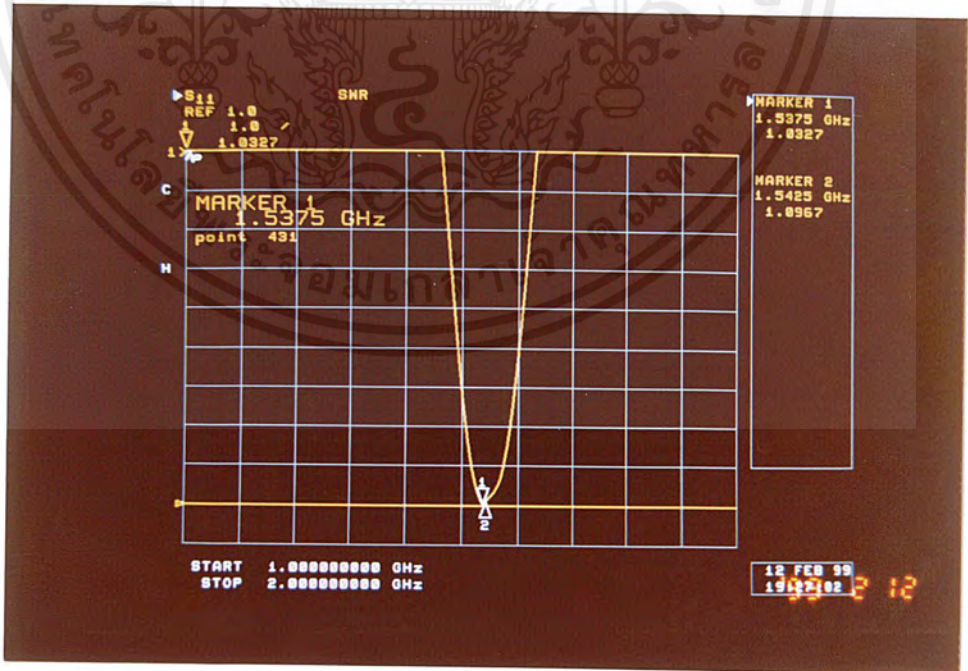 S11 SWR
REF 1.0
1 1.0 /
1.0327
1
C
H
MARKER 1
1.5375 GHz
point 431
1
2
START 1.000000000 GHz
STOP 2.000000000 GHz
MARKER 1
1.5375 GHz
1.0327
MARKER 2
1.5425 GHz
1.0967
12 FEB 99